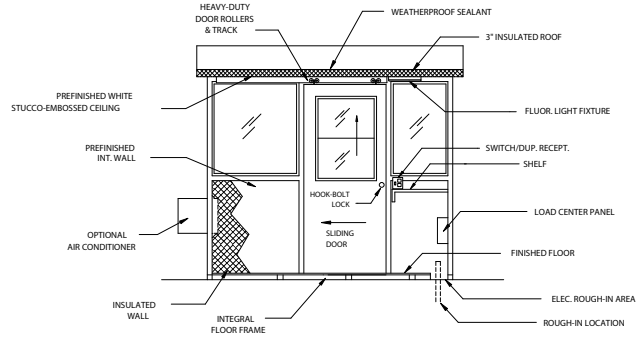 HEAVY-DUTY
DOOR ROLLERS
& TRACK
WEATHERPROOF SEALANT
3" INSULATED ROOF
PREFINISHED WHITE
STUCCO-EMBOSSED CEILING
FLUOR. LIGHT FIXTURE
PREFINISHED
INT. WALL
SWITCH/DUP. RECEPT.
SHELF
HOOK-BOLT
LOCK
LOAD CENTER PANEL
SLIDING
DOOR
OPTIONAL
AIR CONDITIONER
FINISHED FLOOR
INSULATED
WALL
INTEGRAL
FLOOR FRAME
ELEC. ROUGH-IN AREA
ROUGH-IN LOCATION